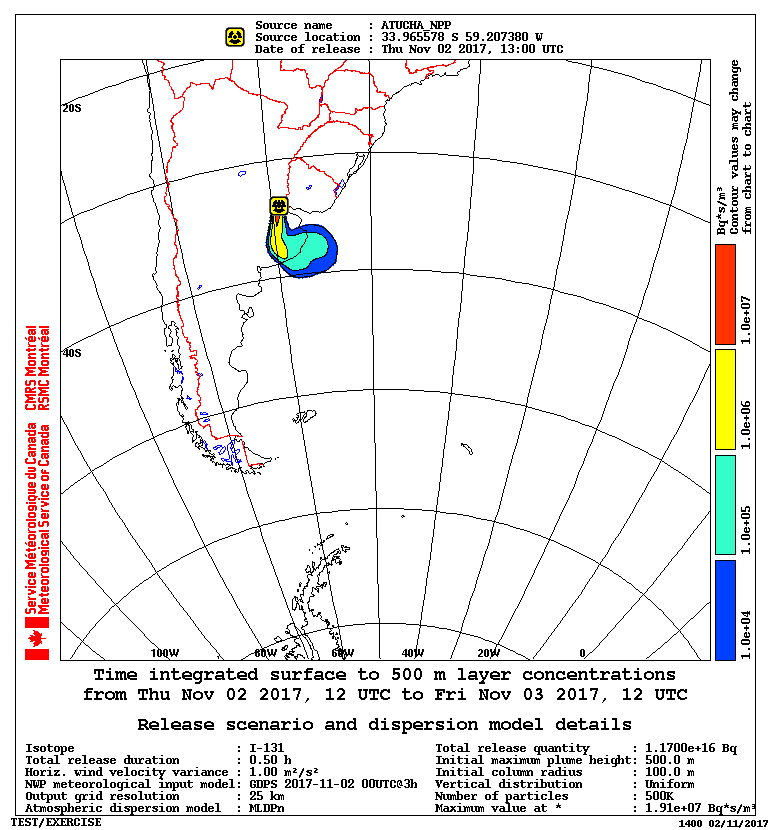 Source name : ATUCHA_NPP
Source location : 33.965578 S 59.207380 W
Date of release : Thu Nov 02 2017, 13:00 UTC
20S
40S
100W
80W
60W
40W
20W
0
Bq*s/m³
Contour values may change
from chart to chart
1.0e+07
1.0e+06
1.0e+05
1.0e+04
CMRS Montréal
RSMC Montréal
Service Météorologique du Canada
Meteorological Service of Canada
Time integrated surface to 500 m layer concentrations
from Thu Nov 02 2017, 12 UTC to Fri Nov 03 2017, 12 UTC
Release scenario and dispersion model details
Isotope : I-131
Total release duration : 0.50 h
Horiz. wind velocity variance : 1.00 m²/s²
NWP meteorological input model: GDPS 2017-11-02 00UTC@3h
Output grid resolution : 25 km
Atmospheric dispersion model : MLDPn
Total release quantity : 1.1700e+16 Bq
Initial maximum plume height: 500.0 m
Initial column radius : 100.0 m
Vertical distribution : Uniform
Number of particles : 500K
Maximum value at * : 1.91e+07 Bq*s/m³
TEST/EXERCISE
1400 02/11/2017